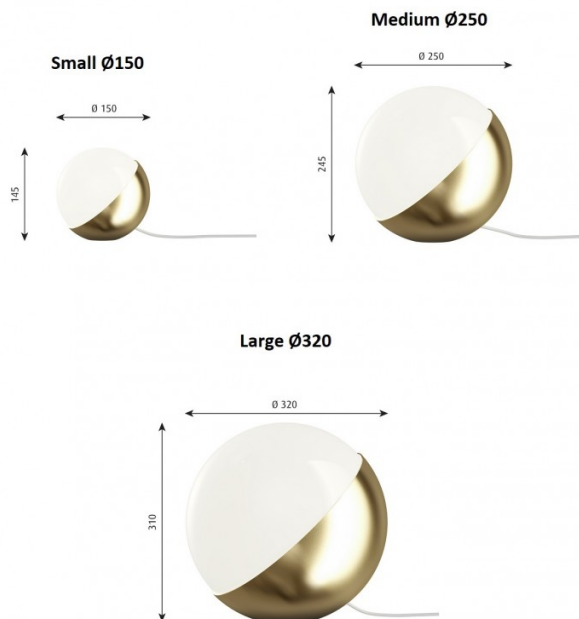 Medium Ø250
Ø 250
245
Small Ø150
Ø 150
145
Large Ø320
Ø 320
310